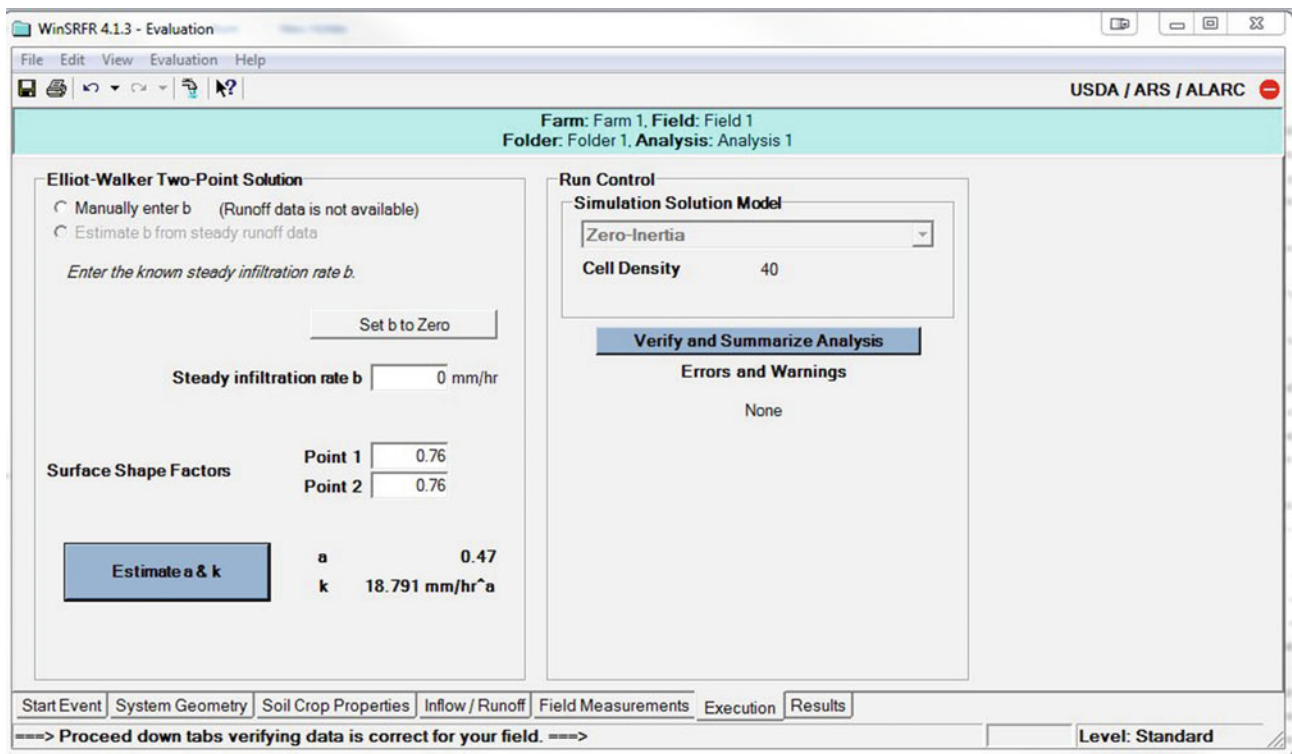 WinSRFR 4.1.3 - Evaluation
File Edit View Evaluation Help
USDA / ARS / ALARC
Farm: Farm 1, Field: Field 1
Folder: Folder 1, Analysis: Analysis 1
Elliot-Walker Two-Point Solution
Manually enter b (Runoff data is not available)
Estimate b from steady runoff data
Enter the known steady infiltration rate b.
Set b to Zero
Steady infiltration rate b 0 mm/hr
Surface Shape Factors
Point 1 0.76
Point 2 0.76
Estimate a & k
a 0.47
k 18.791 mm/hr^a
Run Control
Simulation Solution Model
Zero-Inertia
Cell Density 40
Verify and Summarize Analysis
Errors and Warnings
None
Start Event System Geometry Soil Crop Properties Inflow / Runoff Field Measurements Execution Results
===> Proceed down tabs verifying data is correct for your field. ===> Level: Standard